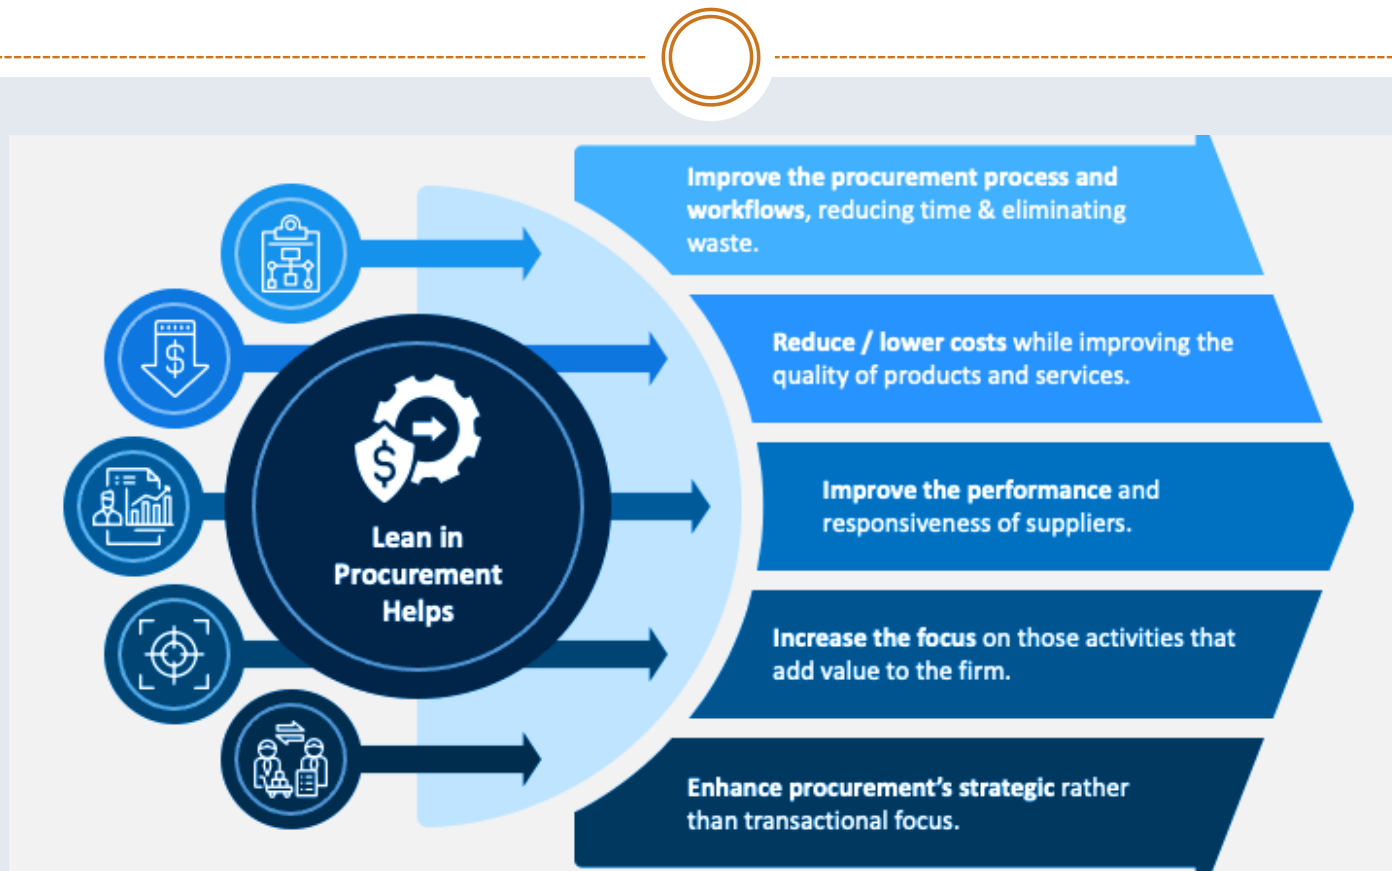 Improve the procurement process and
workflows, reducing time & eliminating
waste.
Reduce / lower costs while improving the
quality of products and services.
Lean in
Procurement
Helps
Improve the performance and
responsiveness of suppliers.
Increase the focus on those activities that
add value to the firm.
Enhance procurement’s strategic rather
than transactional focus.